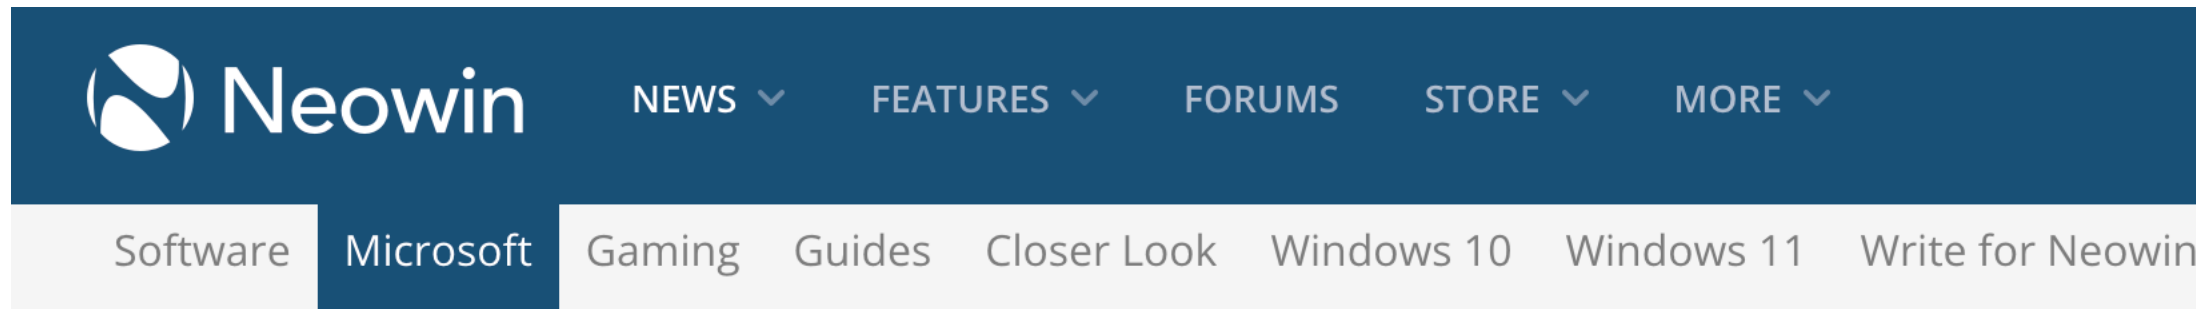 Neowin NEWS FEATURES FORUMS STORE MORE
Software Microsoft Gaming Guides Closer Look Windows 10 Windows 11 Write for Neowin